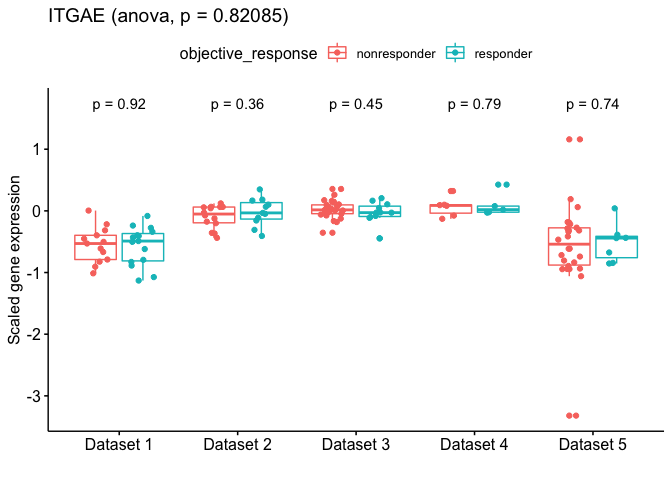 ITGAE (anova, p = 0.82085)
objective_response nonresponder responder
p = 0.92 p = 0.36 p = 0.45 p = 0.79 p = 0.74
Scaled gene expression
1
0
-1
-2
-3
Dataset 1 Dataset 2 Dataset 3 Dataset 4 Dataset 5